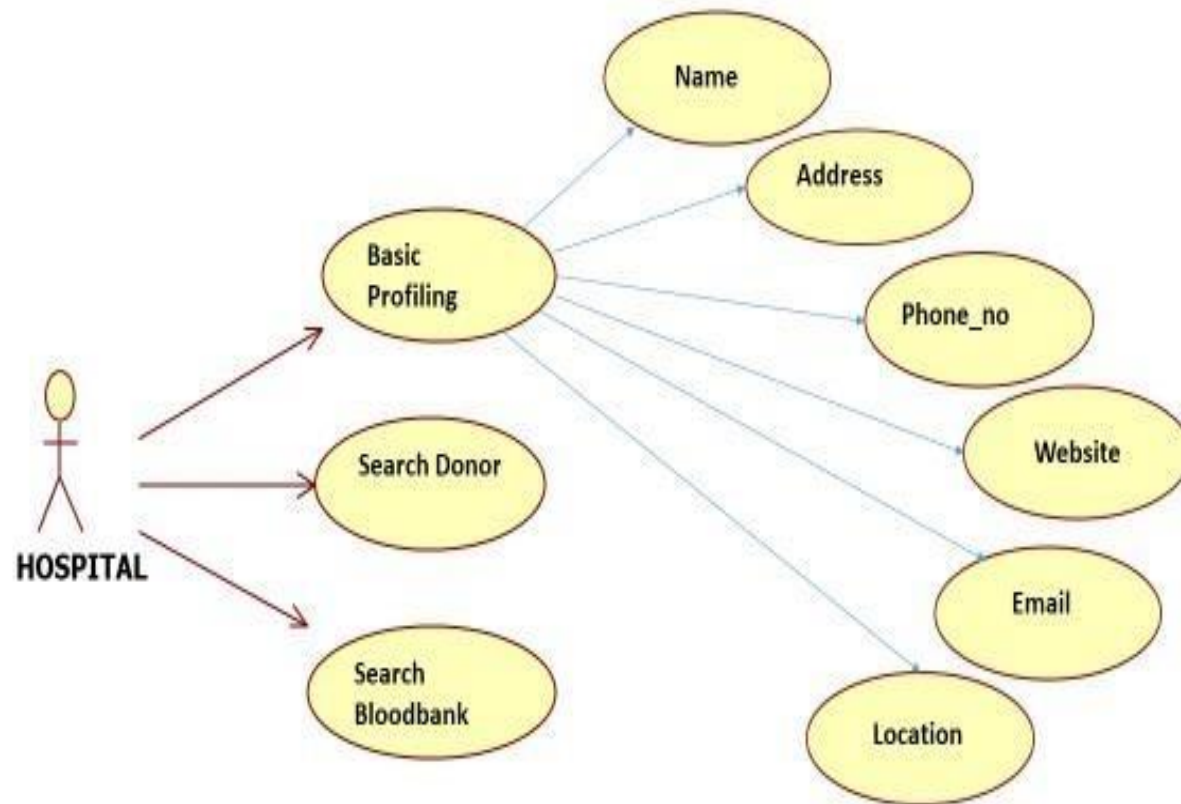 Name
Address
Basic
Profiling
Phone_no
Website
Search Donor
HOSPITAL
Email
Search
Bloodbank
Location